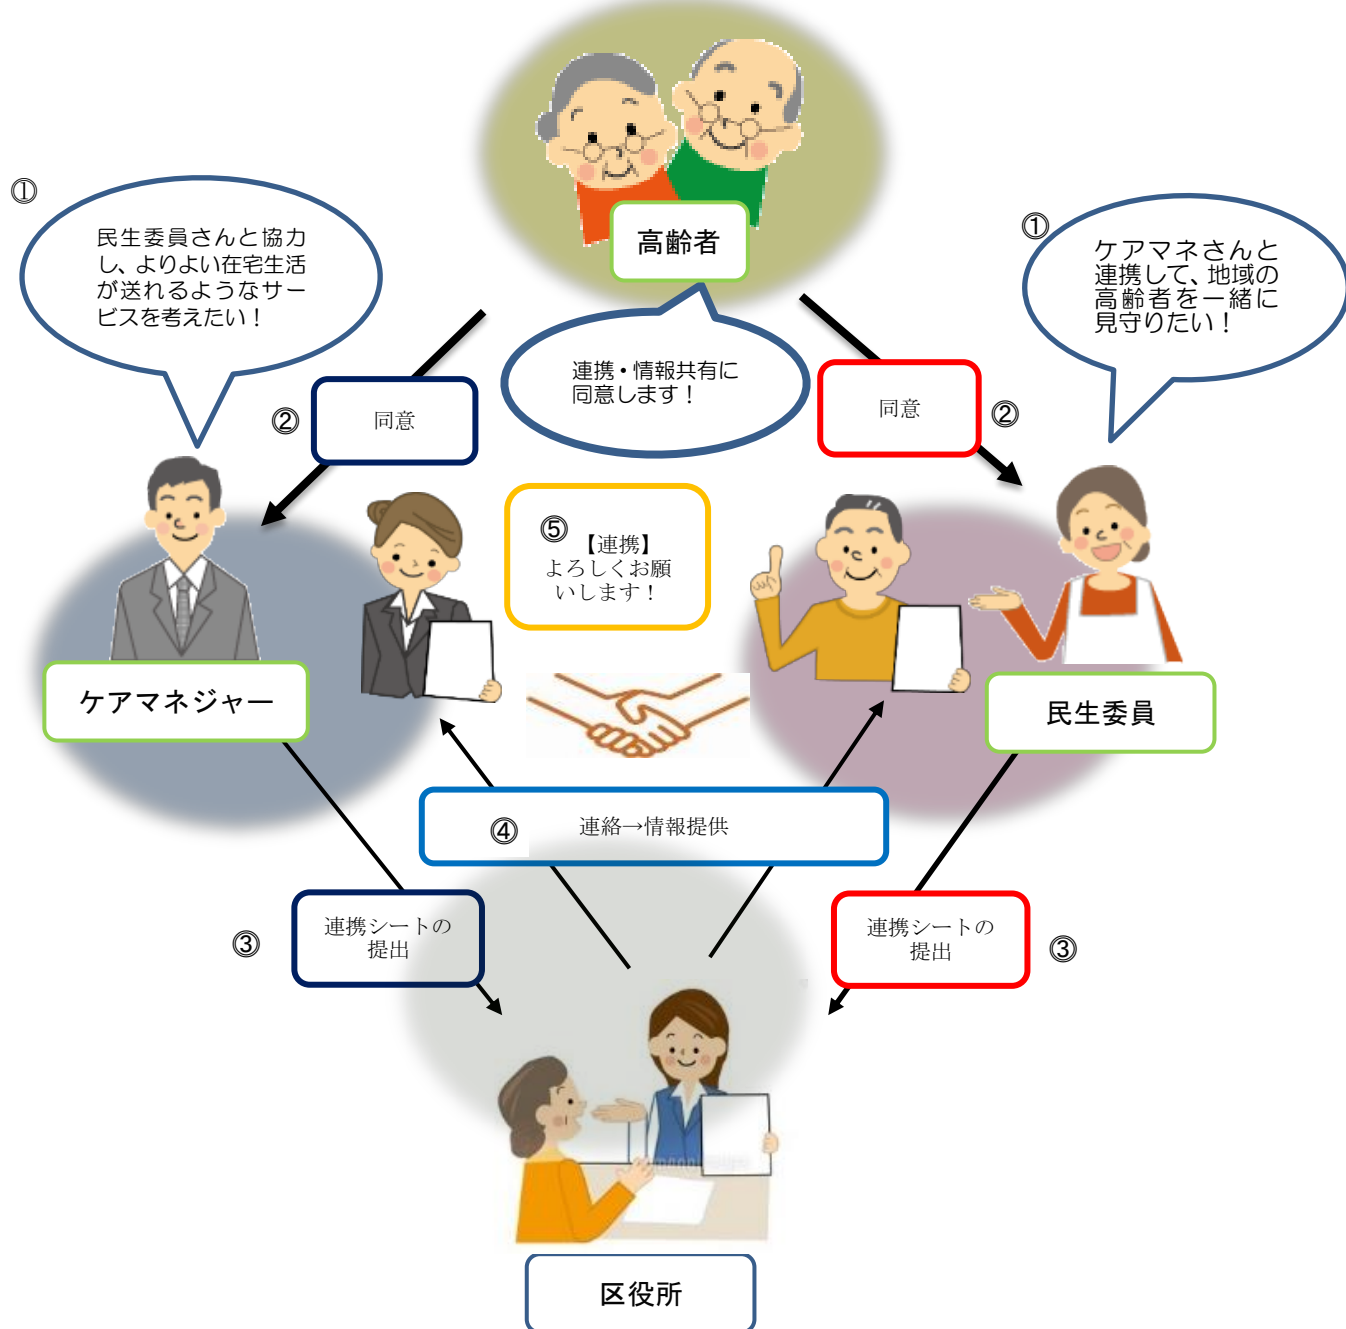 高齢者
①
民生委員さんと協力
し、よりよい在宅生活
が送れるようなサー
ビスを考えたい！
①
ケアマネさんと
連携して、地域の
高齢者を一緒に
見守りたい！
連携・情報共有に
同意します！
②
同意
同意
②
⑤
【連携】
よろしくお願
いします！
ケアマネジャー
民生委員
④
連絡→情報提供
③
連携シートの
提出
連携シートの
提出
③
区役所